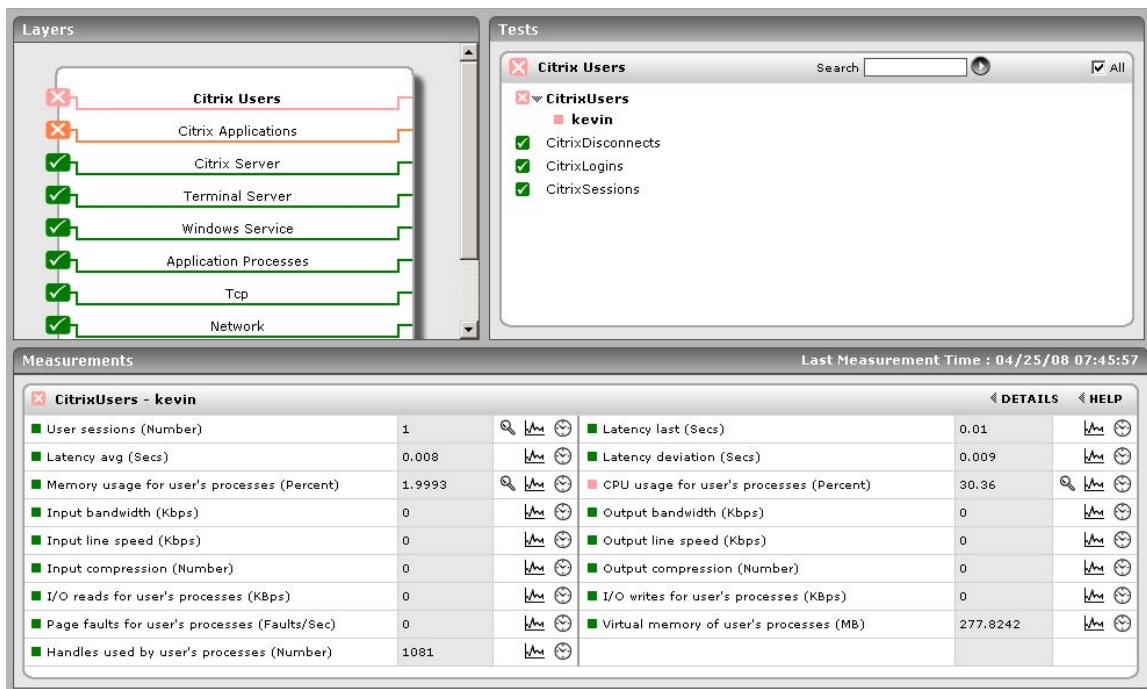 Layers
Citrix Users
Citrix Applications
Citrix Server
Terminal Server
Windows Service
Application Processes
Tcp
Network
Tests
Citrix Users Search All
CitrixUsers
kevin
CitrixDisconnects
CitrixLogins
CitrixSessions
Measurements Last Measurement Time : 04/25/08 07:45:57
CitrixUsers - kevin DETAILS HELP
User sessions (Number) 1 Latency last (Secs) 0.01
Latency avg (Secs) 0.008 Latency deviation (Secs) 0.009
Memory usage for user's processes (Percent) 1.9993 CPU usage for user's processes (Percent) 30.36
Input bandwidth (Kbps) 0 Output bandwidth (Kbps) 0
Input line speed (Kbps) 0 Output line speed (Kbps) 0
Input compression (Number) 0 Output compression (Number) 0
I/O reads for user's processes (KBps) 0 I/O writes for user's processes (KBps) 0
Page faults for user's processes (Faults/Sec) 0 Virtual memory of user's processes (MB) 277.8242
Handles used by user's processes (Number) 1081